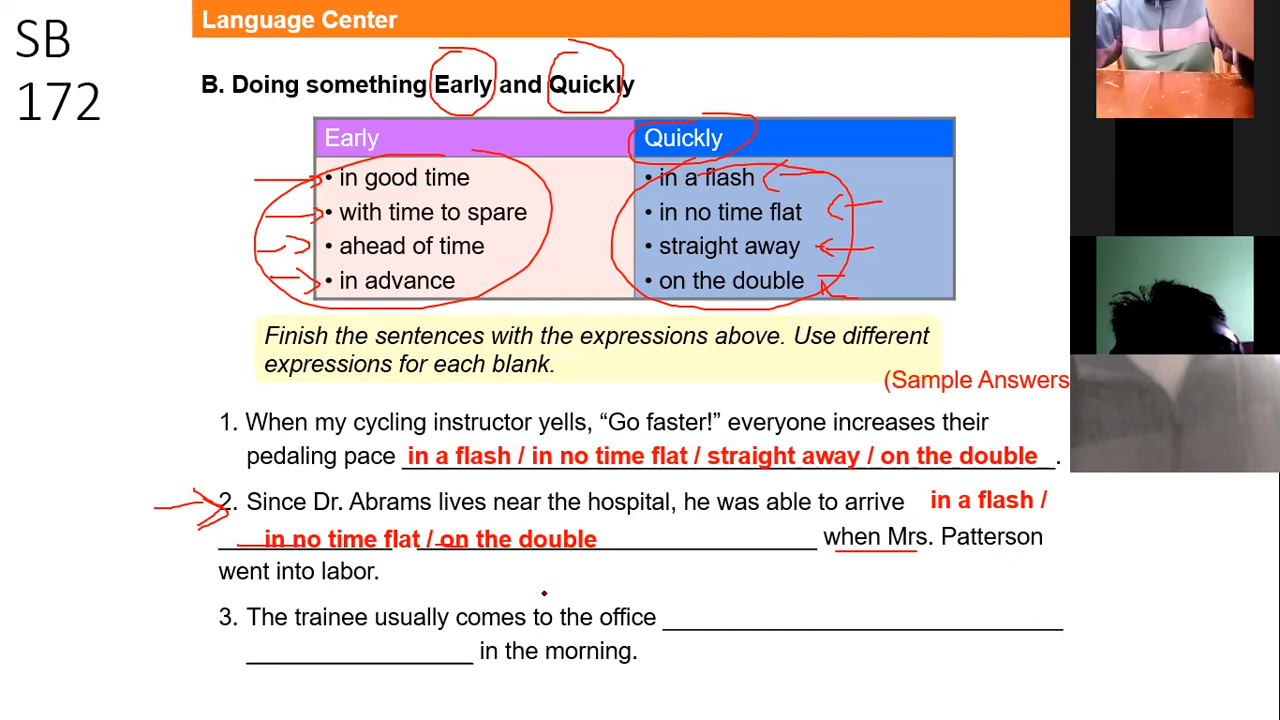 SB
172
Language Center
B. Doing something Early and Quickly
Early
Quickly
• in good time
• in a flash
• with time to spare
• in no time flat
• ahead of time
• straight away
• in advance
• on the double
Finish the sentences with the expressions above. Use different
expressions for each blank.
(Sample Answers
1. When my cycling instructor yells, “Go faster!” everyone increases their
pedaling pace in a flash / in no time flat / straight away / on the double.
2. Since Dr. Abrams lives near the hospital, he was able to arrive in a flash /
in no time flat / on the double when Mrs. Patterson
went into labor.
3. The trainee usually comes to the office ____________
____________ in the morning.